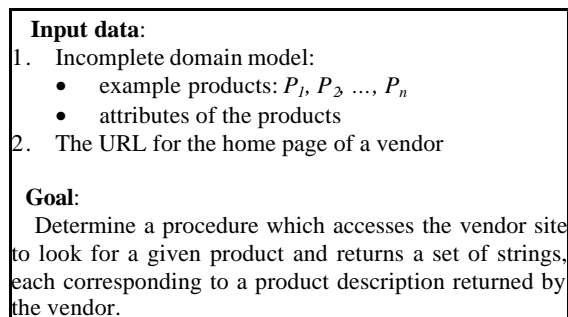 Input data:
1. Incomplete domain model:
• example products: P1, P2, ..., Pn
• attributes of the products
2. The URL for the home page of a vendor
Goal:
Determine a procedure which accesses the vendor site
to look for a given product and returns a set of strings,
each corresponding to a product description returned by
the vendor.